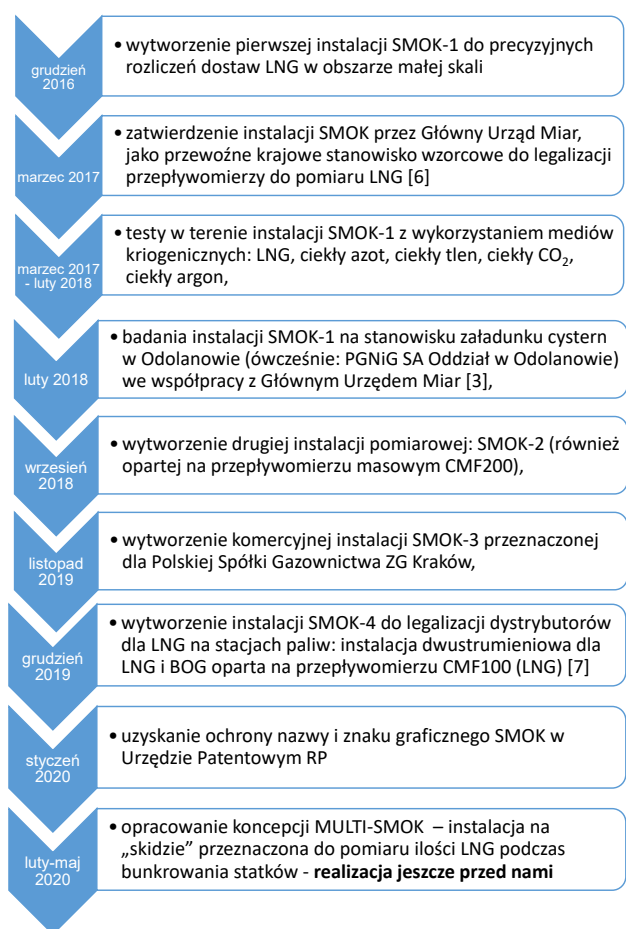 grudzień
2016
• wytworzenie pierwszej instalacji SMOK-1 do precyzyjnych
rozliczeń dostaw LNG w obszarze małej skali
marzec 2017
• zatwierdzenie instalacji SMOK przez Główny Urząd Miar,
jako przewoźne krajowe stanowisko wzorcowe do legalizacji
przepływomierzy do pomiaru LNG [6]
marzec 2017
- luty 2018
• testy w terenie instalacji SMOK-1 z wykorzystaniem mediów
kriogenicznych: LNG, ciekły azot, ciekły tlen, ciekły CO₂,
ciekły argon,
luty 2018
• badania instalacji SMOK-1 na stanowisku załadunku cystern
w Odolanowie (ówcześnie: PGNiG SA Oddział w Odolanowie)
we współpracy z Głównym Urzędem Miar [3],
wrzesień
2018
• wytworzenie drugiej instalacji pomiarowej: SMOK-2 (również
opartej na przepływomierzu masowym CMF200),
listopad
2019
• wytworzenie komercyjnej instalacji SMOK-3 przeznaczonej
dla Polskiej Spółki Gazownictwa ZG Kraków,
grudzień
2019
• wytworzenie instalacji SMOK-4 do legalizacji dystrybutorów
dla LNG na stacjach paliw: instalacja dwustrumieniowa dla
LNG i BOG oparta na przepływomierzu CMF100 (LNG) [7]
styczeń
2020
• uzyskanie ochrony nazwy i znaku graficznego SMOK w
Urzędzie Patentowym RP
luty-maj
2020
• opracowanie koncepcji MULTI-SMOK – instalacja na
„skidzie” przeznaczona do pomiaru ilości LNG podczas
bunkrowania statków - realizacja jeszcze przed nami